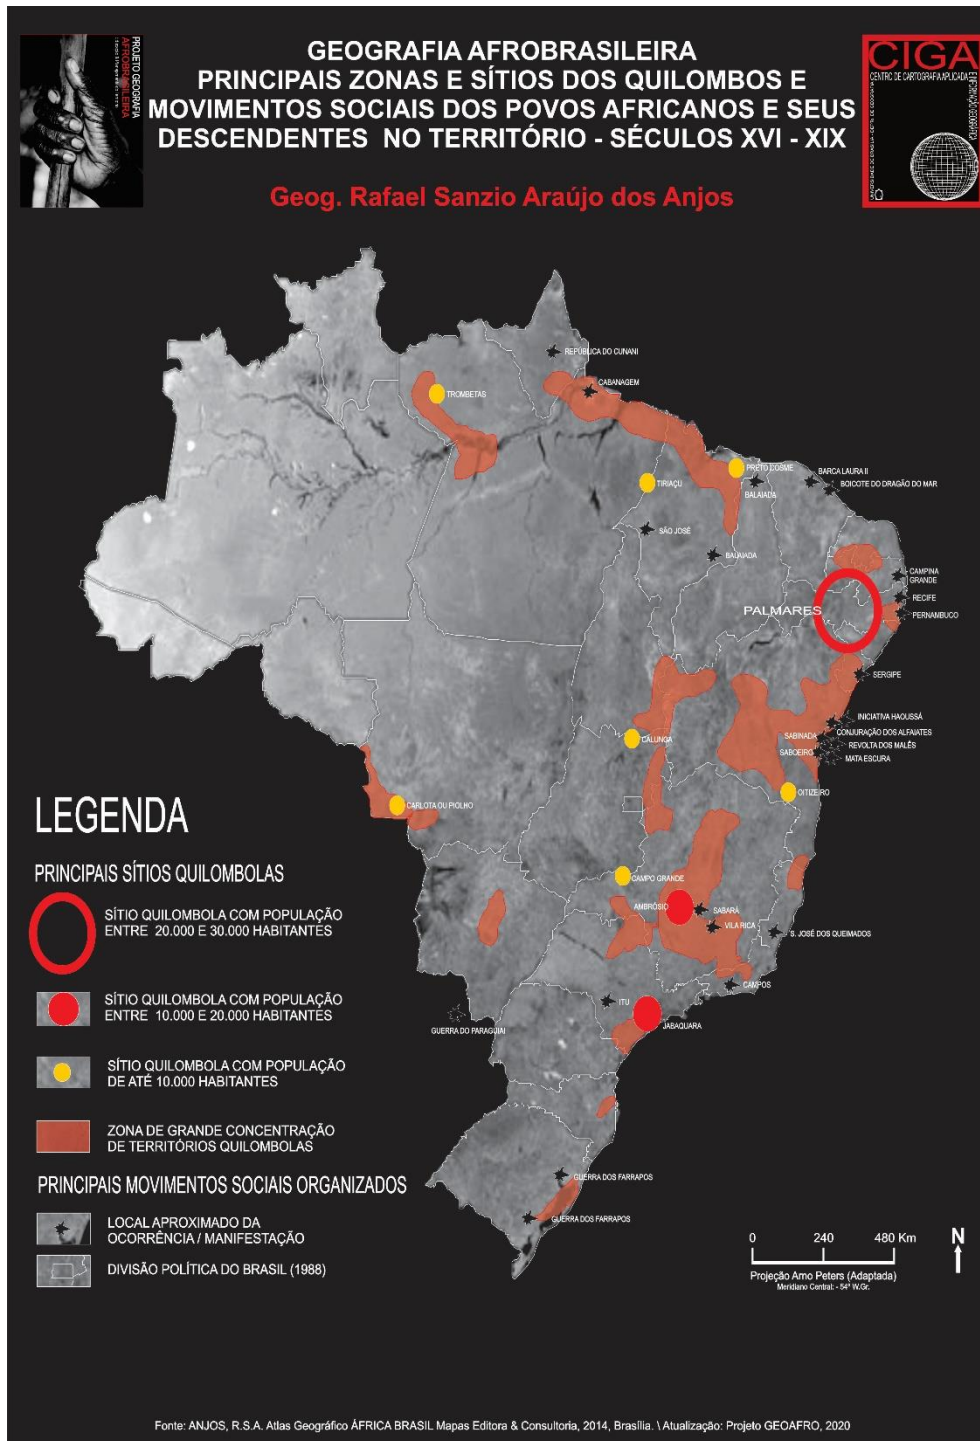 PROJETO GEOGRAFIA
AFROBRASILEIRA
GEOGRAFIA AFROBRASILEIRA
PRINCIPAIS ZONAS E SÍTIOS DOS QUILOMBOS E
MOVIMENTOS SOCIAIS DOS POVOS AFRICANOS E SEUS
DESCENDENTES NO TERRITÓRIO - SÉCULOS XVI - XIX
Geog. Rafael Sanzio Araújo dos Anjos
CIGA
CENTRO DE CARTOGRAFIA APLICADA E
INFORMAÇÃO GEOGRÁFICA
REPÚBLICA DO CUNANI
CABANAGEM
TROMBETAS
PRETO COSME
BARCA LAURA II
TIRIAÇU
BALAIADA
BOICOTE DO DRAGÃO DO MAR
SÃO JOSÉ
BALAIADA
CAMPINA
GRANDE
RECIFE
PALMARES
PERNAMBUCO
SERGIPE
INICIATIVA HAOUSSÁ
CONJURAÇÃO DOS ALFAIATES
SABINADA
CALUNGA
REVOLTA DOS MALÊS
SABOEIRO
MATA ESCURA
OITIZEIRO
CARLOTA OU PIOLHO
CAMPO GRANDE
AMBRÓSIO
SABARÁ
VILA RICA
S. JOSÉ DOS QUEIMADOS
CAMPOS
ITU
JABAQUARA
GUERRA DO PARAGUIAI
GUERRA DOS FARRAPOS
GUERRA DOS FARRAPOS
LEGENDA
PRINCIPAIS SÍTIOS QUILOMBOLAS
SÍTIO QUILOMBOLA COM POPULAÇÃO
ENTRE 20.000 E 30.000 HABITANTES
SÍTIO QUILOMBOLA COM POPULAÇÃO
ENTRE 10.000 E 20.000 HABITANTES
SÍTIO QUILOMBOLA COM POPULAÇÃO
DE ATÉ 10.000 HABITANTES
ZONA DE GRANDE CONCENTRAÇÃO
DE TERRITÓRIOS QUILOMBOLAS
PRINCIPAIS MOVIMENTOS SOCIAIS ORGANIZADOS
LOCAL APROXIMADO DA
OCORRÊNCIA / MANIFESTAÇÃO
DIVISÃO POLÍTICA DO BRASIL (1988)
0 240 480 Km
N
Projeção Arno Peters (Adaptada)
Meridiano Central: - 54º W.Gr.
Fonte: ANJOS, R.S.A. Atlas Geográfico ÁFRICA BRASIL Mapas Editora & Consultoria, 2014, Brasília. \ Atualização: Projeto GEOAFRO, 2020